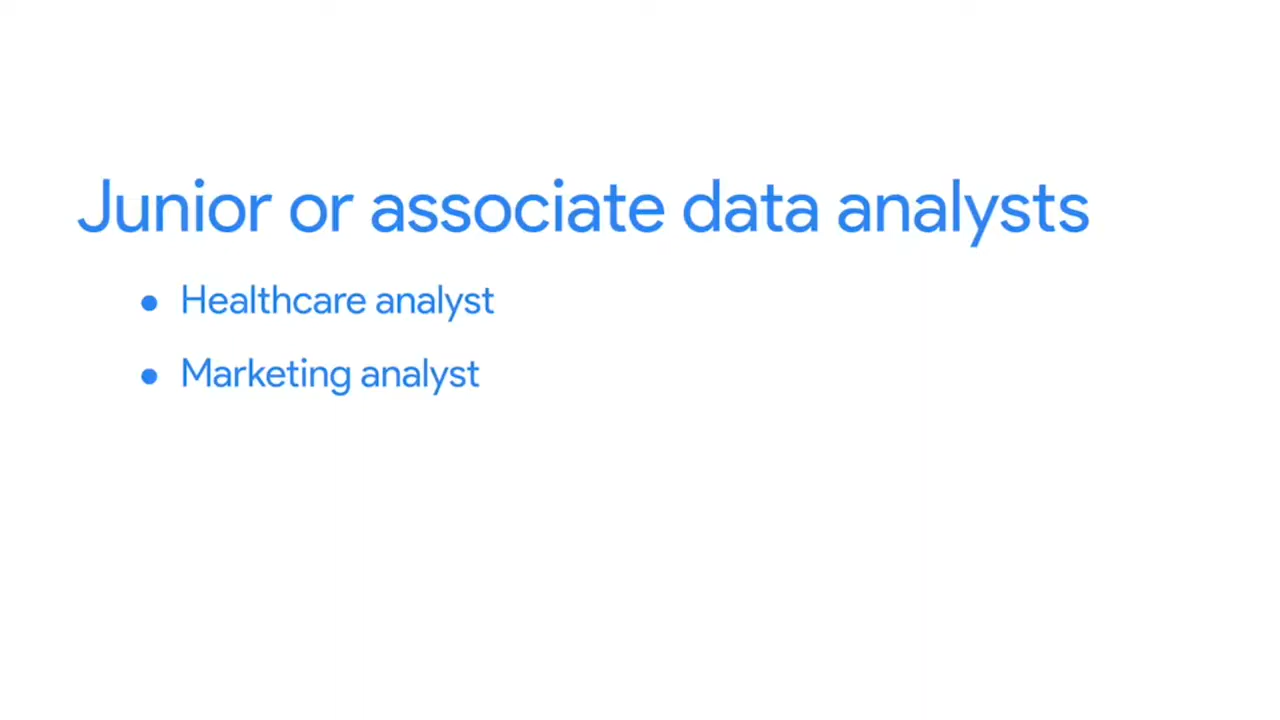 Junior or associate data analysts
● Healthcare analyst
● Marketing analyst